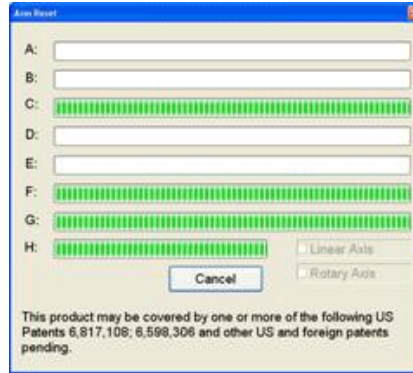 Arm Reset
A:
B:
C:
D:
E:
F:
G:
H:
Linear Axis
Rotary Axis
Cancel
This product may be covered by one or more of the following US
Patents 6,817,108; 6,598,306 and other US and foreign patents
pending.